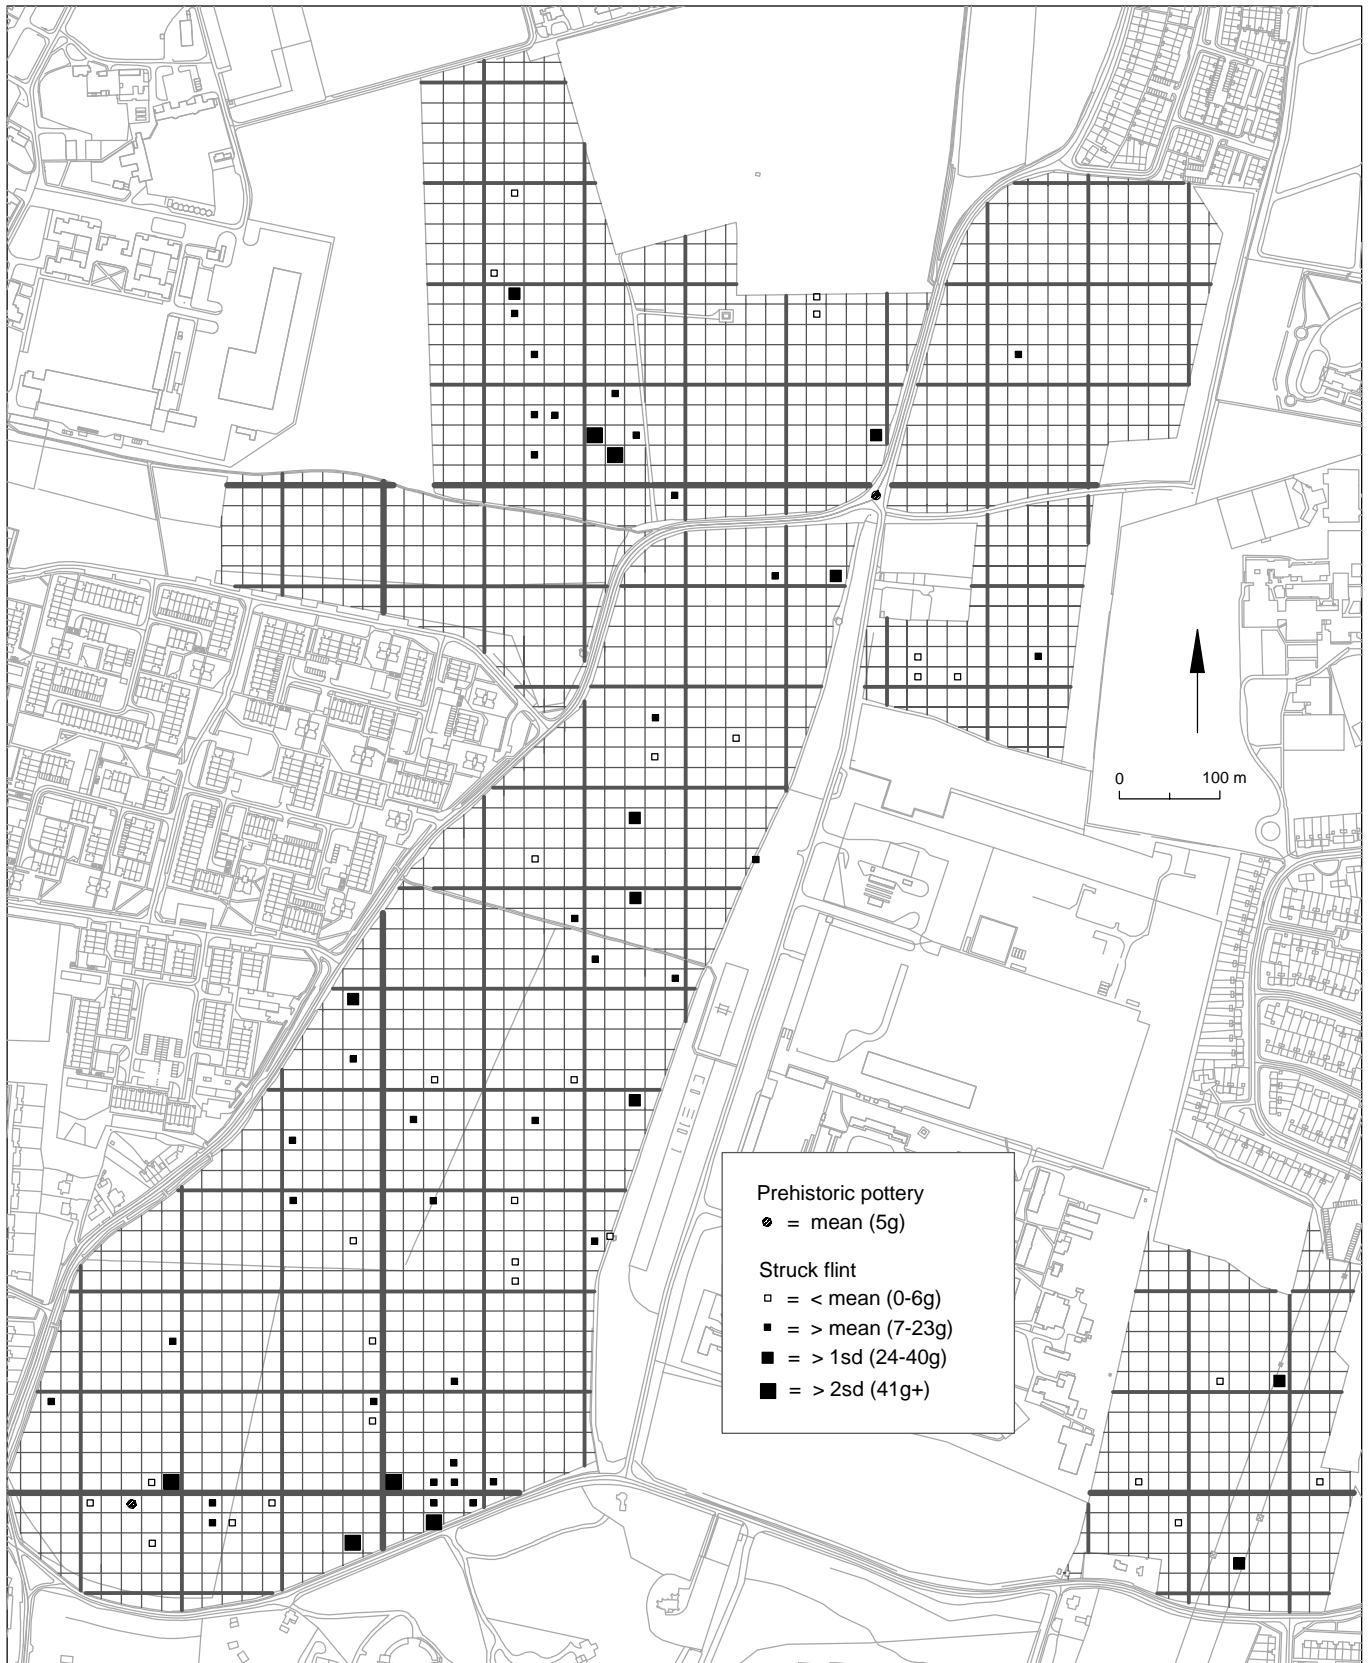 0 100 m
Prehistoric pottery
= mean (5g)
Struck flint
= < mean (0-6g)
= > mean (7-23g)
= > 1sd (24-40g)
= > 2sd (41g+)